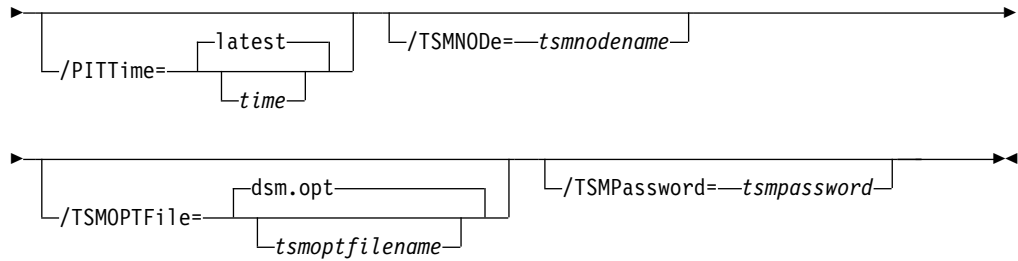 latest
/PITTime=
time
/TSMNODe= tsmnodename
dsm.opt
/TSMOPTFile=
tsmoptfilename
/TSMPassword= tsmpassword